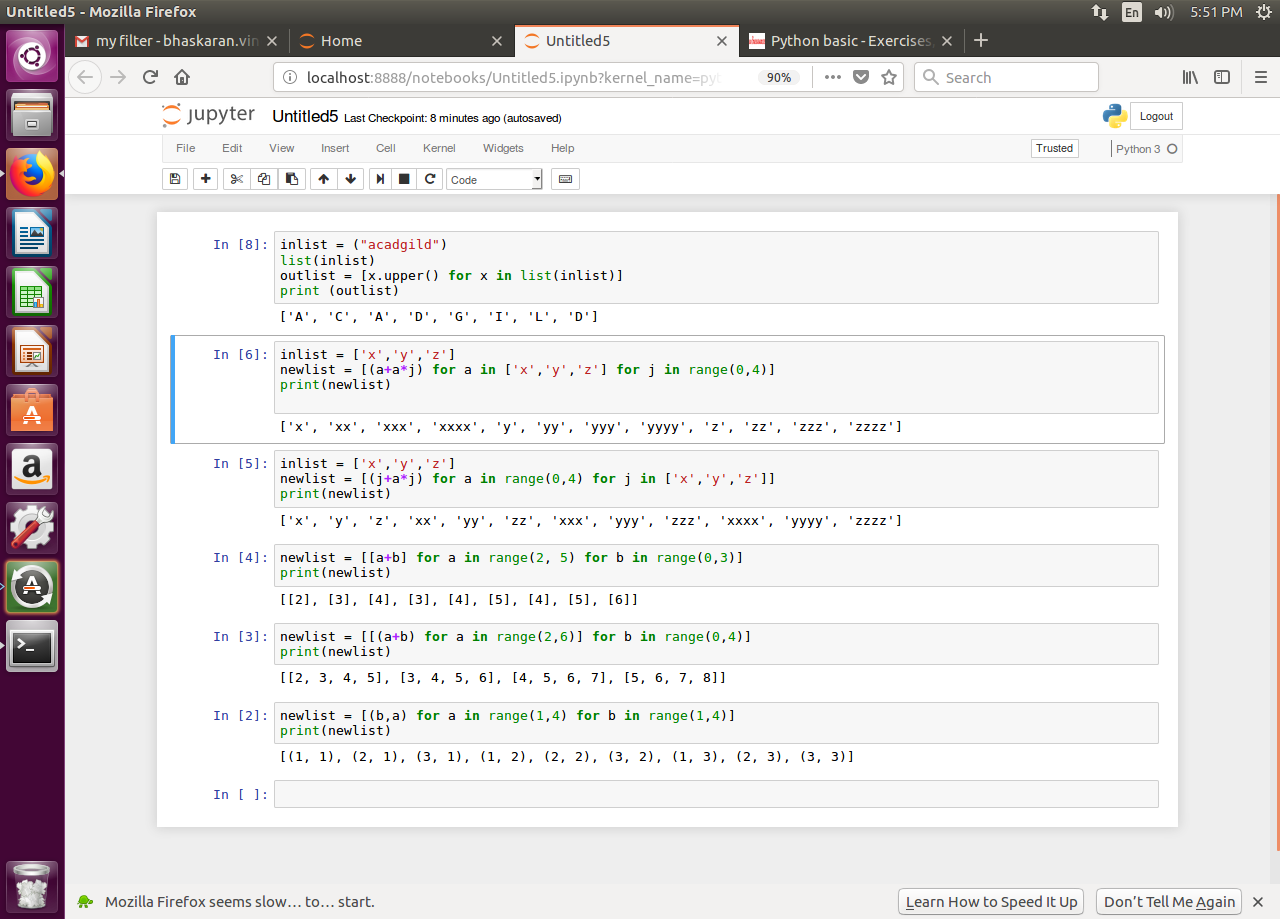 Untitled5 - Mozilla Firefox
En
5:51 PM
my filter - bhaskaran.vin
Home
Untitled5
Python basic - Exercises,
localhost:8888/notebooks/Untitled5.ipynb?kernel_name=pyt
90%
Search
jupyter
Untitled5 Last Checkpoint: 8 minutes ago (autosaved)
Logout
File Edit View Insert Cell Kernel Widgets Help
Trusted
Python 3
Code
In [8]: inlist = ("acadgild")
list(inlist)
outlist = [x.upper() for x in list(inlist)]
print (outlist)
['A', 'C', 'A', 'D', 'G', 'I', 'L', 'D']
In [6]: inlist = ['x','y','z']
newlist = [(a+a*j) for a in ['x','y','z'] for j in range(0,4)]
print(newlist)
['x', 'xx', 'xxx', 'xxxx', 'y', 'yy', 'yyy', 'yyyy', 'z', 'zz', 'zzz', 'zzzz']
In [5]: inlist = ['x','y','z']
newlist = [(j+a*j) for a in range(0,4) for j in ['x','y','z']]
print(newlist)
['x', 'y', 'z', 'xx', 'yy', 'zz', 'xxx', 'yyy', 'zzz', 'xxxx', 'yyyy', 'zzzz']
In [4]: newlist = [[a+b] for a in range(2, 5) for b in range(0,3)]
print(newlist)
[[2], [3], [4], [3], [4], [5], [4], [5], [6]]
In [3]: newlist = [[(a+b) for a in range(2,6)] for b in range(0,4)]
print(newlist)
[[2, 3, 4, 5], [3, 4, 5, 6], [4, 5, 6, 7], [5, 6, 7, 8]]
In [2]: newlist = [(b,a) for a in range(1,4) for b in range(1,4)]
print(newlist)
[(1, 1), (2, 1), (3, 1), (1, 2), (2, 2), (3, 2), (1, 3), (2, 3), (3, 3)]
In [ ]:
Mozilla Firefox seems slow… to… start.
Learn How to Speed It Up
Don't Tell Me Again